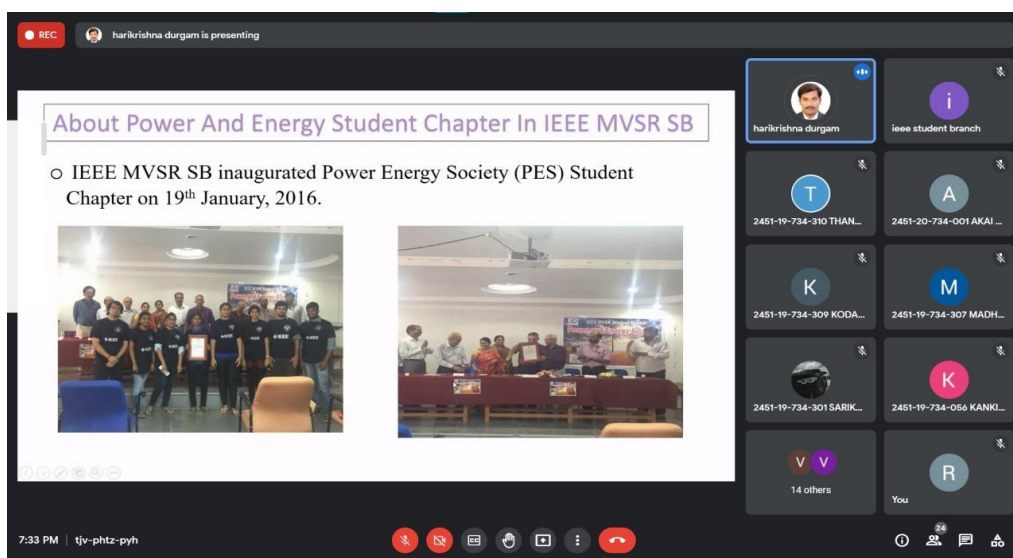 REC
harikrishna durgam is presenting
About Power And Energy Student Chapter In IEEE MVSR SB
IEEE MVSR SB inaugurated Power Energy Society (PES) Student
Chapter on 19th January, 2016.
harikrishna durgam
i
ieee student branch
T
2451-19-734-310 THAN...
A
2451-20-734-001 AKAI ...
K
2451-19-734-309 KODA...
M
2451-19-734-307 MADH...
2451-19-734-301 SARIK...
K
2451-19-734-056 KANKI...
V V
14 others
R
You
7:33 PM | tjv-phtz-pyh
CC
24